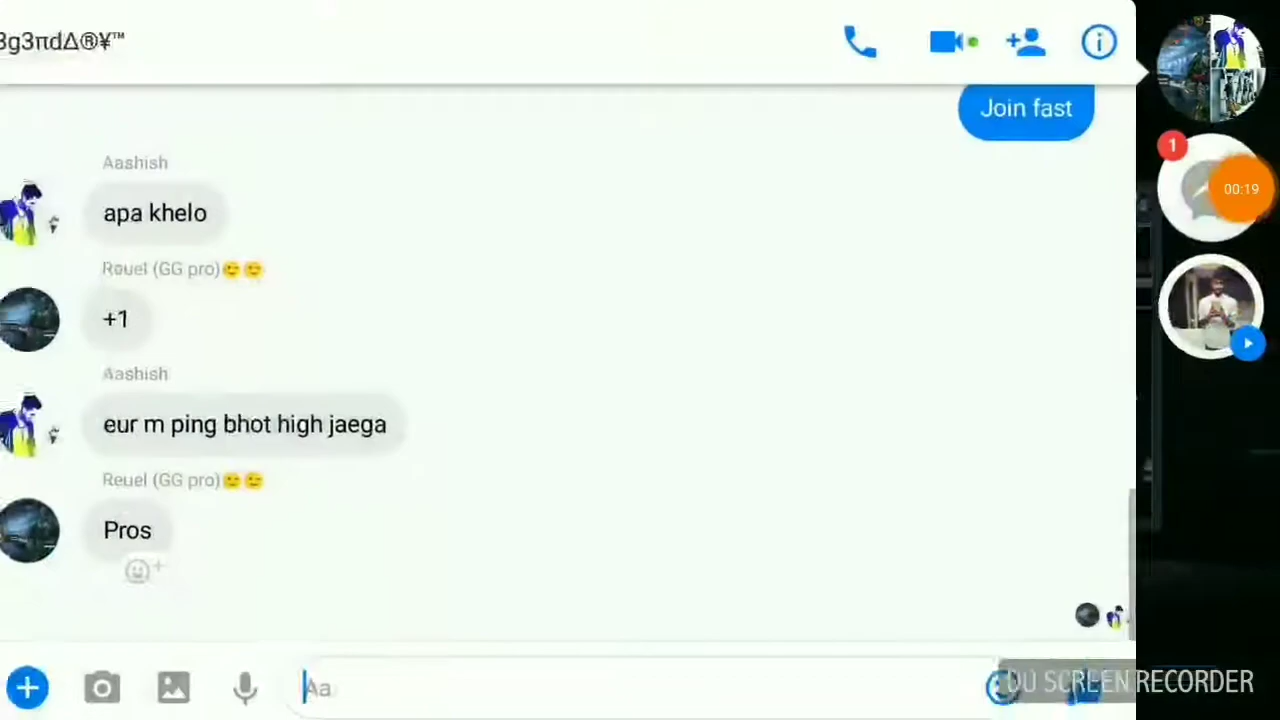 3g3πdΔ®¥™
Join fast
Aashish
apa khelo
1
00:19
Reuel (GG pro)😉😉
+1
Aashish
eur m ping bhot high jaega
Reuel (GG pro)😉😉
Pros
Aa
DU SCREEN RECORDER